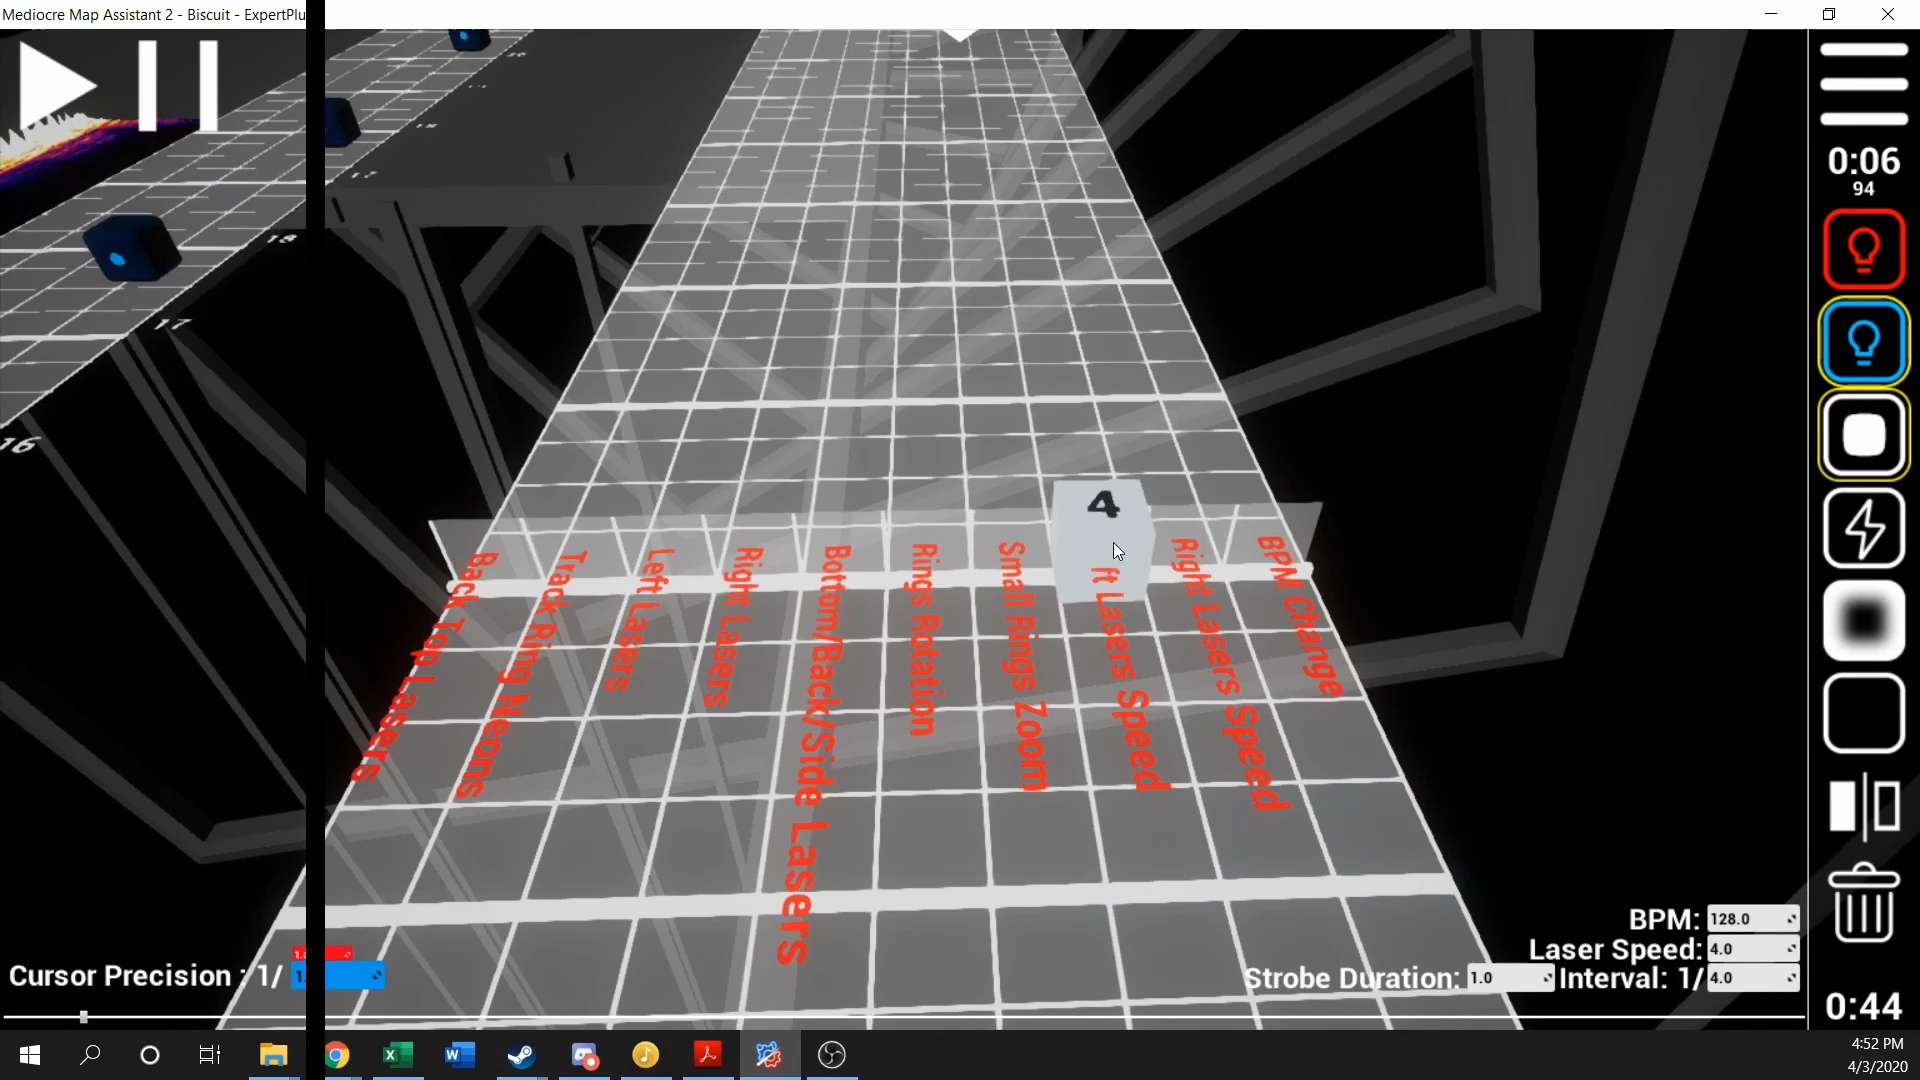 Mediocre Map Assistant 2 - Biscuit - ExpertPlu
0:06
94
18
17
16
4
Back Top Lasers
Track Ring Neons
Left Lasers
Right Lasers
Bottom/Back/Side Lasers
Rings Rotation
Small Rings Zoom
ft Lasers Speed
Right Lasers Speed
BPM Change
BPM: 128.0
Laser Speed: 4.0
Strobe Duration: 1.0 Interval: 1/ 4.0
Cursor Precision : 1/
0:44
4:52 PM
4/3/2020